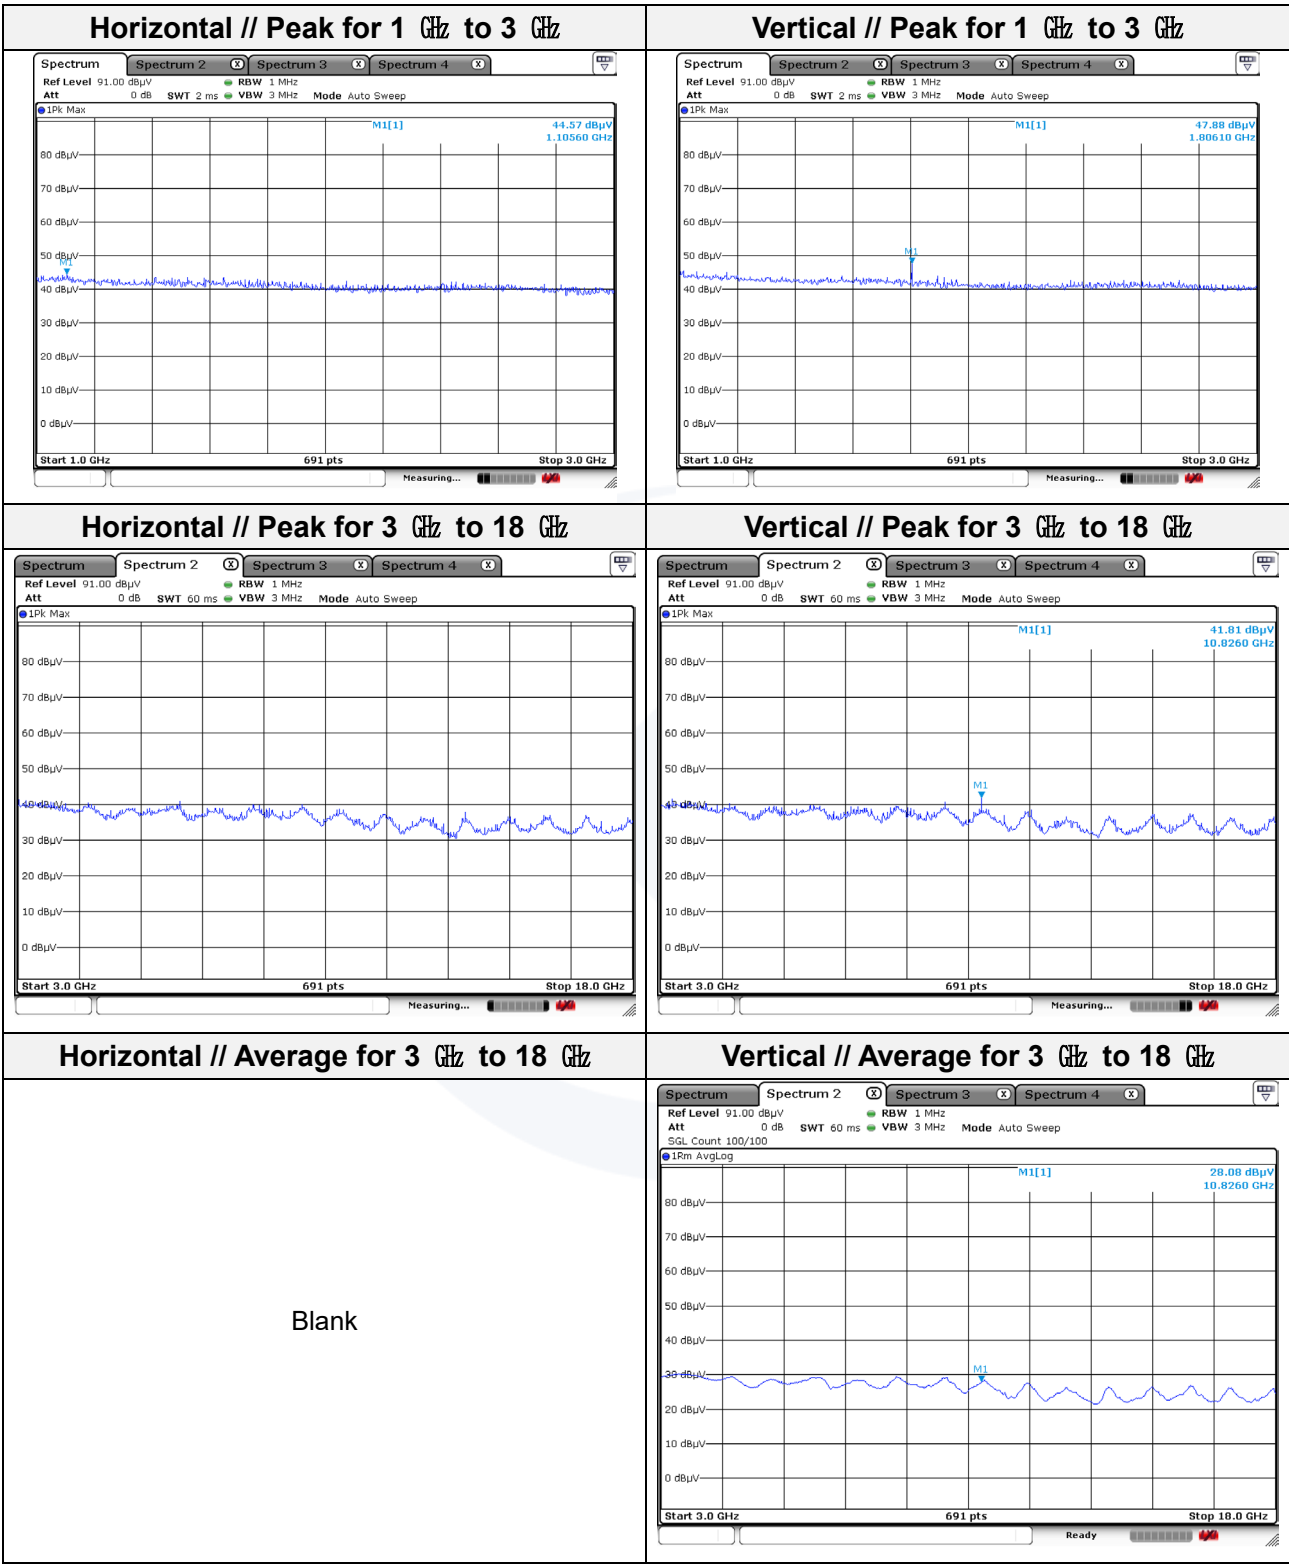 Horizontal // Peak for 1 ㎓ to 3 ㎓
Spectrum Spectrum 2 X Spectrum 3 X Spectrum 4 X
Ref Level 91.00 dBµV RBW 1 MHz
Att 0 dB SWT 2 ms VBW 3 MHz Mode Auto Sweep
1Pk Max
M1[1] 44.57 dBµV
1.10560 GHz
80 dBµV
70 dBµV
60 dBµV
50 dBµV
M1
40 dBµV
30 dBµV
20 dBµV
10 dBµV
0 dBµV
Start 1.0 GHz 691 pts Stop 3.0 GHz
Measuring...
Vertical // Peak for 1 ㎓ to 3 ㎓
Spectrum Spectrum 2 X Spectrum 3 X Spectrum 4 X
Ref Level 91.00 dBµV RBW 1 MHz
Att 0 dB SWT 2 ms VBW 3 MHz Mode Auto Sweep
1Pk Max
M1[1] 47.88 dBµV
1.80610 GHz
80 dBµV
70 dBµV
60 dBµV
50 dBµV
M1
40 dBµV
30 dBµV
20 dBµV
10 dBµV
0 dBµV
Start 1.0 GHz 691 pts Stop 3.0 GHz
Measuring...
Horizontal // Peak for 3 ㎓ to 18 ㎓
Spectrum Spectrum 2 X Spectrum 3 X Spectrum 4 X
Ref Level 91.00 dBµV RBW 1 MHz
Att 0 dB SWT 60 ms VBW 3 MHz Mode Auto Sweep
1Pk Max
80 dBµV
70 dBµV
60 dBµV
50 dBµV
40 dBµV
30 dBµV
20 dBµV
10 dBµV
0 dBµV
Start 3.0 GHz 691 pts Stop 18.0 GHz
Measuring...
Vertical // Peak for 3 ㎓ to 18 ㎓
Spectrum Spectrum 2 X Spectrum 3 X Spectrum 4 X
Ref Level 91.00 dBµV RBW 1 MHz
Att 0 dB SWT 60 ms VBW 3 MHz Mode Auto Sweep
1Pk Max
M1[1] 41.81 dBµV
10.8260 GHz
80 dBµV
70 dBµV
60 dBµV
50 dBµV
M1
40 dBµV
30 dBµV
20 dBµV
10 dBµV
0 dBµV
Start 3.0 GHz 691 pts Stop 18.0 GHz
Measuring...
Horizontal // Average for 3 ㎓ to 18 ㎓
Blank
Vertical // Average for 3 ㎓ to 18 ㎓
Spectrum Spectrum 2 X Spectrum 3 X Spectrum 4 X
Ref Level 91.00 dBµV RBW 1 MHz
Att 0 dB SWT 60 ms VBW 3 MHz Mode Auto Sweep
SGL Count 100/100
1Rm AvgLog
M1[1] 28.08 dBµV
10.8260 GHz
80 dBµV
70 dBµV
60 dBµV
50 dBµV
40 dBµV
30 dBµV
M1
20 dBµV
10 dBµV
0 dBµV
Start 3.0 GHz 691 pts Stop 18.0 GHz
Ready